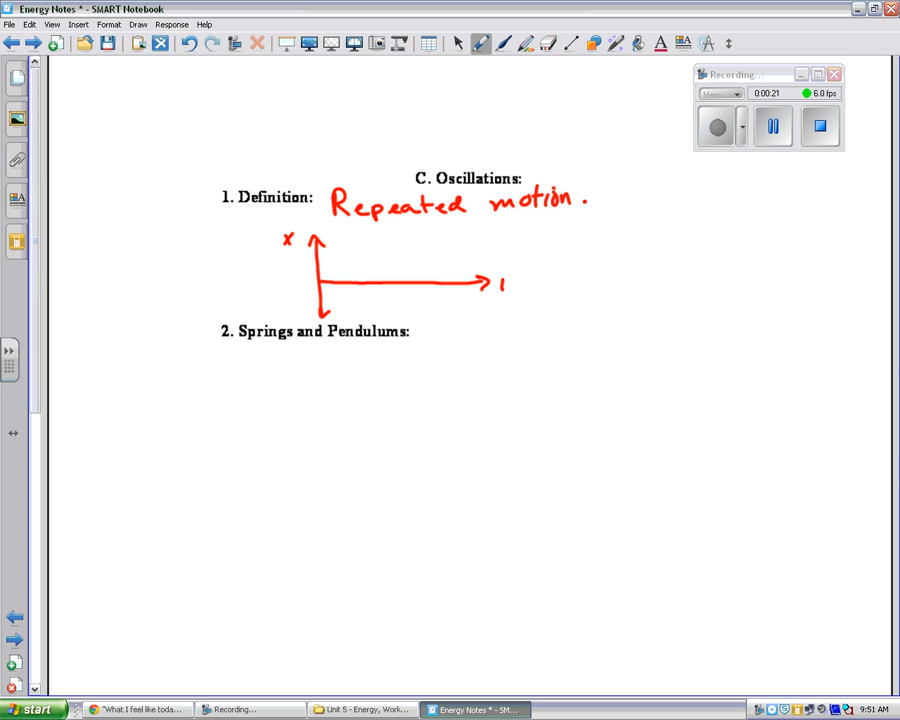 Energy Notes * - SMART Notebook
File Edit View Insert Format Draw Response Help
Recording...
Menu 0:00:21 6.0 fps
C. Oscillations:
1. Definition: Repeated motion.
x
2. Springs and Pendulums:
start "What I feel like toda... Recording... Unit 5 - Energy, Work... Energy Notes * - SM... 9:51 AM